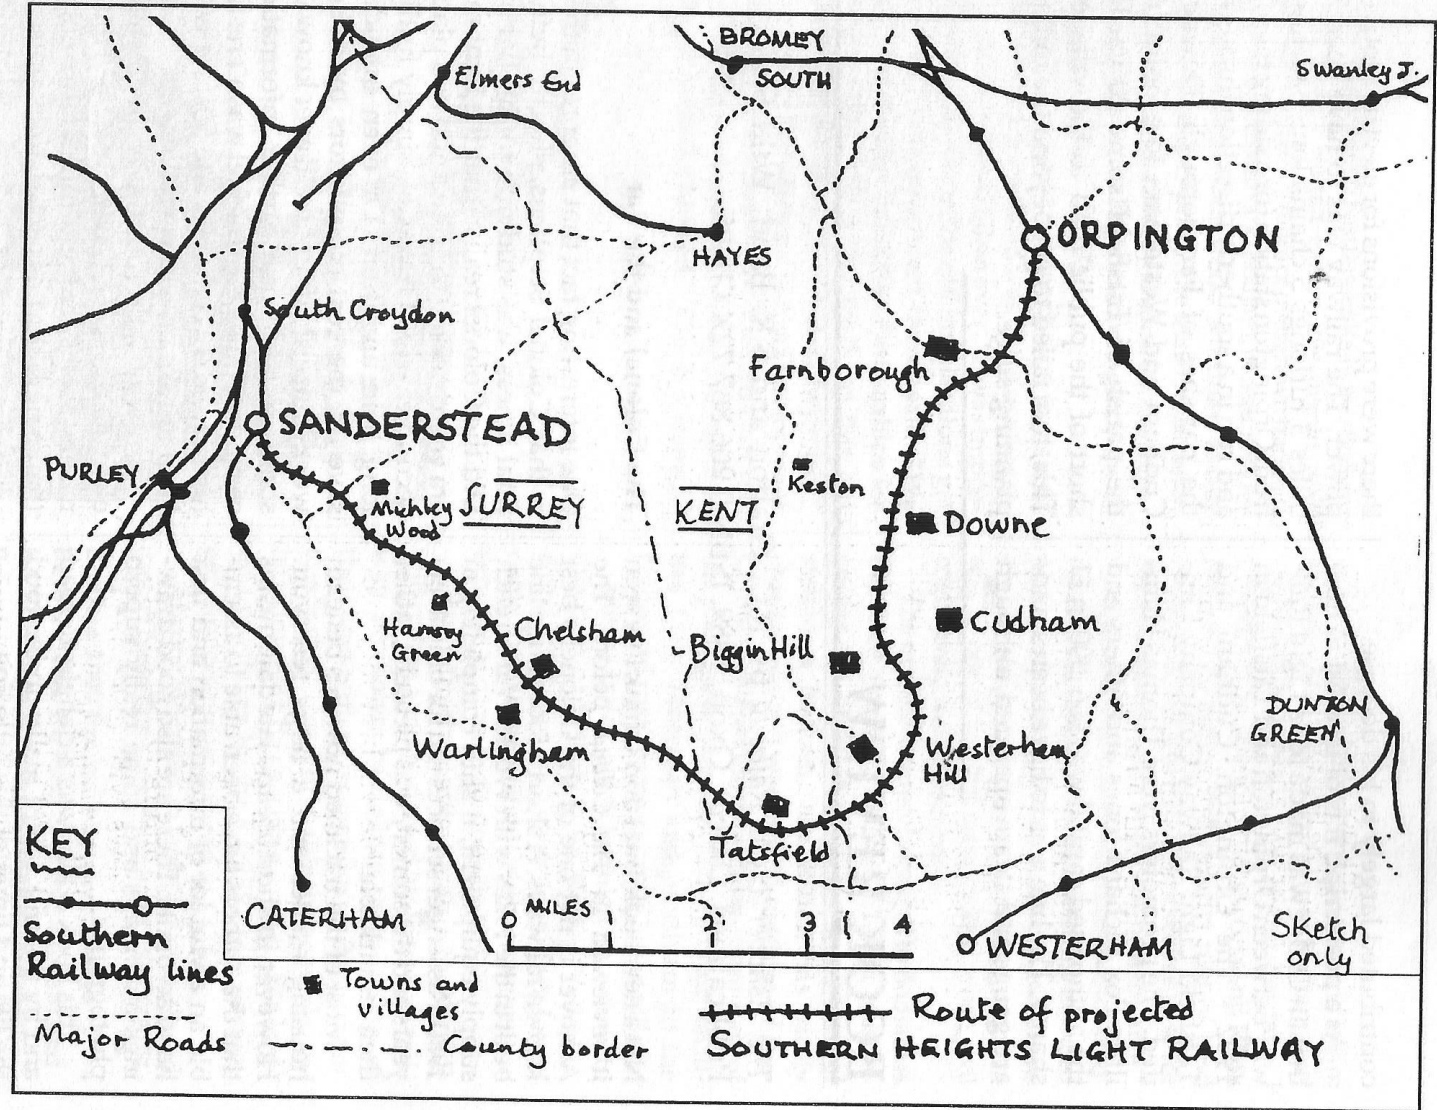 BROMEY
SOUTH
Elmers End
Swanley J.
ORPINGTON
HAYES
South Croydon
Farnborough
SANDERSTEAD
PURLEY
Keston
Michley
Wood
SURREY
KENT
Downe
Hamsey
Green
Chelsham
Biggin Hill
Cudham
DUNTON
GREEN
Warlingham
Westerham
Hill
Tatsfield
CATERHAM
0 MILES 1 2 3 4
WESTERHAM
Sketch
only
KEY
Southern
Railway lines
Major Roads
Towns and
villages
County border
Route of projected
SOUTHERN HEIGHTS LIGHT RAILWAY